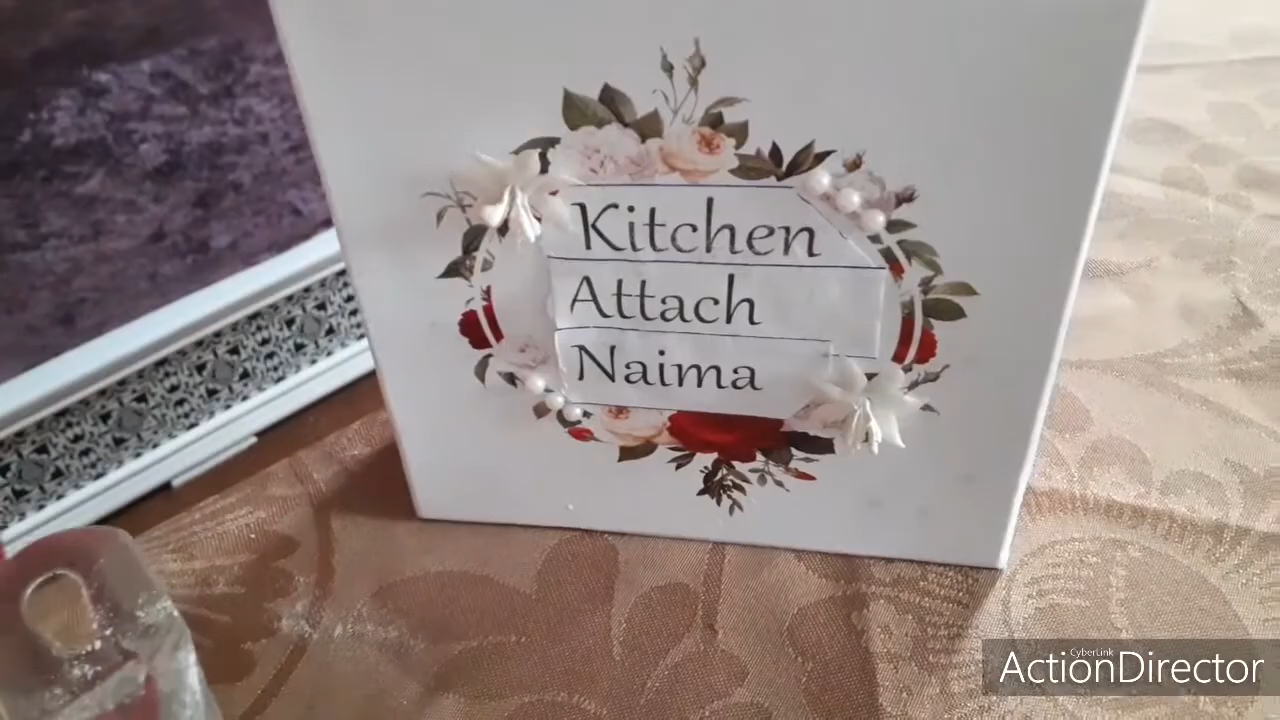 Kitchen
Attach
Naima
CyberLink
ActionDirector